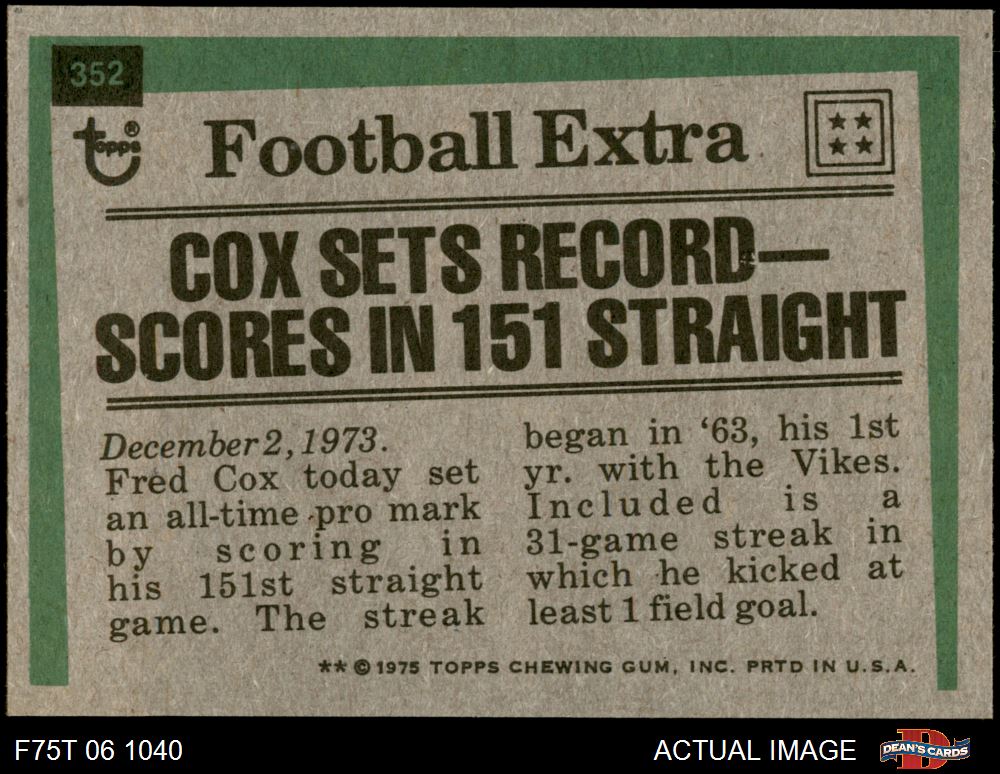 352
topps®
Football Extra
COX SETS RECORD—
SCORES IN 151 STRAIGHT
December 2, 1973.
Fred Cox today set
an all-time pro mark
by scoring in
his 151st straight
game. The streak
began in ‘63, his 1st
yr. with the Vikes.
Included is a
31-game streak in
which he kicked at
least 1 field goal.
** © 1975 TOPPS CHEWING GUM, INC. PRTD IN U.S.A.
F75T 06 1040
ACTUAL IMAGE
D
DEAN'S CARDS